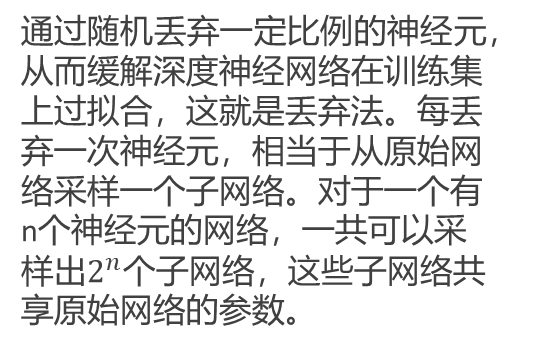 通过随机丢弃一定比例的神经元，
从而缓解深度神经网络在训练集
上过拟合，这就是丢弃法。每丢
弃一次神经元，相当于从原始网
络采样一个子网络。对于一个有
n个神经元的网络，一共可以采
样出2ⁿ个子网络，这些子网络共
享原始网络的参数。